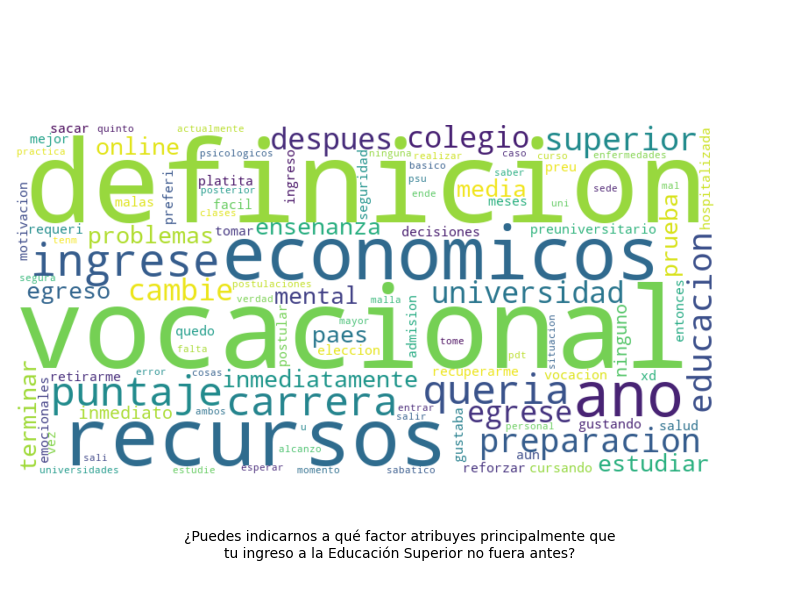 sacar quinto actualmente
mejor online despues colegio superior
practica psicologicos ninguna realizar caso curso enfermedades
definicion
preferi platita posterior ingreso seguridad basico psu saber preu sede mal hospitalizada
motivacion malas facil clases ende media meses uni
requeri problemas tomar enseñanza decisiones preuniversitario prueba
tenm
ingrese economicos
segura egreso cambie postulaciones verdad mental malla universidad educacion
vocacional
quedo falta postular mayor paes eleccion admision tome situacion entonces ninguno
error cosas pdt
terminar retirarme inmediatamente recuperarme vocacion xd
puntaje carrera queria ano
emocionales inmediato ambos entrar salir egrese gustando
vez recursos u personal salud
sali alcanzo gustaba preparacion
aun
universidades estudie esperar momento sabatico reforzar cursando estudiar
¿Puedes indicarnos a qué factor atribuyes principalmente que
tu ingreso a la Educación Superior no fuera antes?